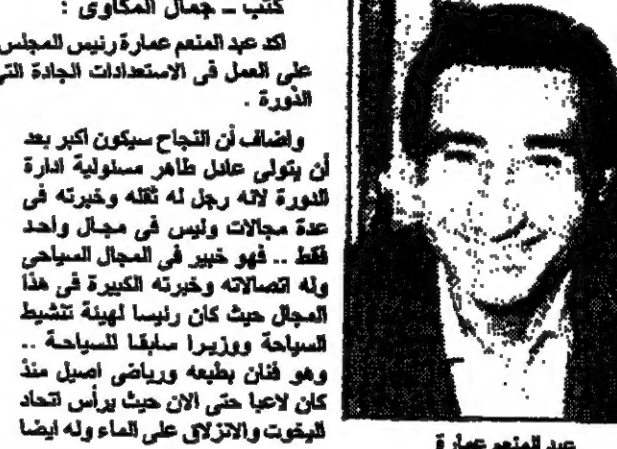 كتب ــ جمال المكاوى :
اكد عبد المنعم عمارة رئيس المجلس
على العمل فى الاستعدادات الجادة التى
الدورة .
واضاف أن النجاح سيكون اكبر بعد
أن يتولى عادل طاهر مسئولية ادارة
الدورة لانه رجل له ثقله وخبرته فى
عدة مجالات وليس فى مجال واحد
فقط .. فهو خبير فى المجال السياحى
وله اتصالاته وخبرته الكبيرة فى هذا
المجال حيث كان رئيسا لهيئة تنشيط
السياحة ووزيرا سابقا للسياحة ..
وهو فنان بطبعه ورياضى اصيل منذ
كان لاعبا حتى الان حيث يرأس اتحاد
اليخوت والانزلاق على الماء وله ايضا
عبد المنعم عمارة